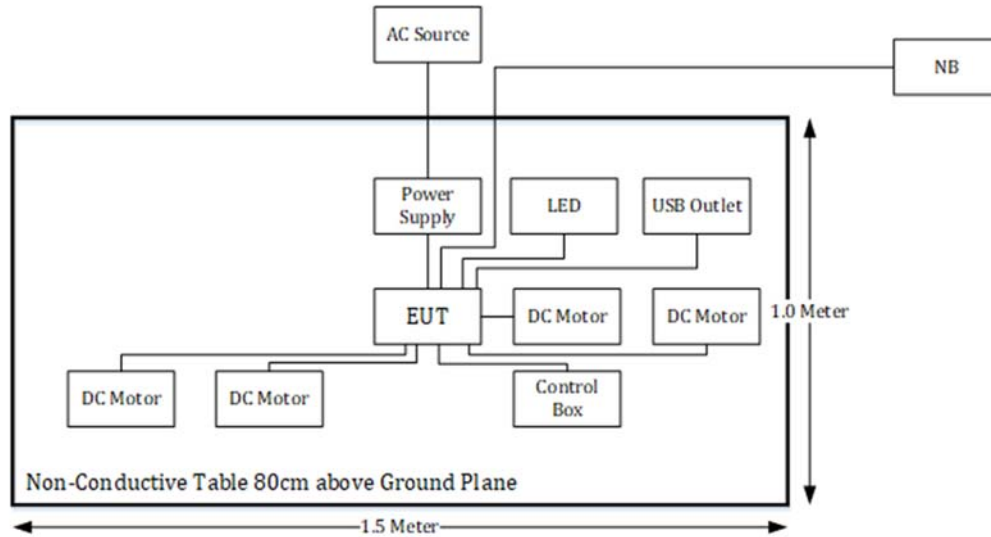 AC Source
NB
Power
Supply
LED
USB Outlet
EUT
DC Motor
DC Motor
1.0 Meter
DC Motor
DC Motor
Control
Box
Non-Conductive Table 80cm above Ground Plane
1.5 Meter